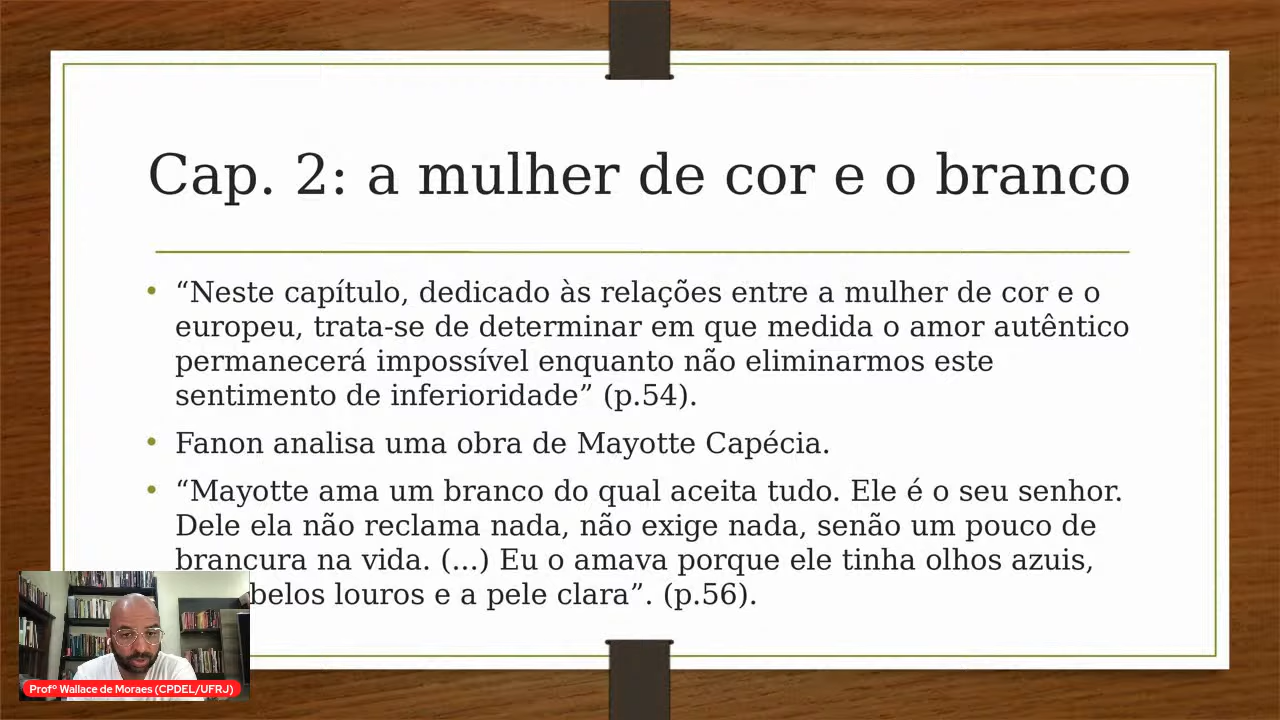 Cap. 2: a mulher de cor e o branco
• “Neste capítulo, dedicado às relações entre a mulher de cor e o
europeu, trata-se de determinar em que medida o amor autêntico
permanecerá impossível enquanto não eliminarmos este
sentimento de inferioridade” (p.54).
• Fanon analisa uma obra de Mayotte Capécia.
• “Mayotte ama um branco do qual aceita tudo. Ele é o seu senhor.
Dele ela não reclama nada, não exige nada, senão um pouco de
brancura na vida. (...) Eu o amava porque ele tinha olhos azuis,
belos louros e a pele clara”. (p.56).
Profº Wallace de Moraes (CPDEL/UFRJ)